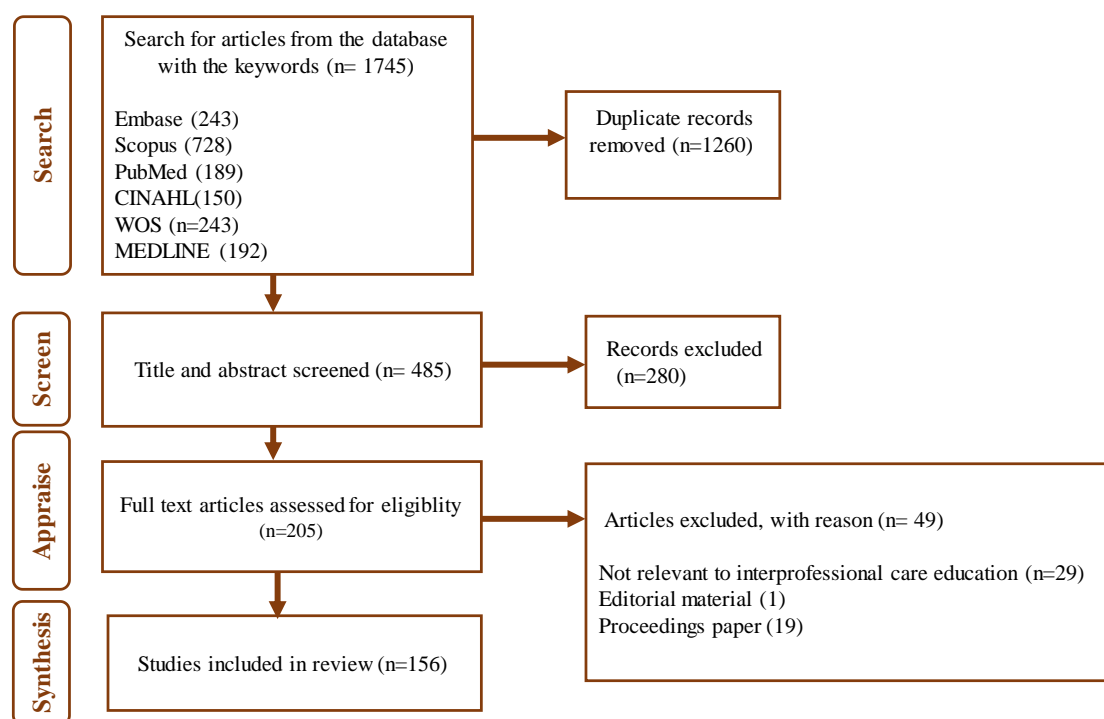 Search
Search for articles from the database
with the keywords (n= 1745)
Embase (243)
Scopus (728)
PubMed (189)
CINAHL(150)
WOS (n=243)
MEDLINE (192)
Duplicate records
removed (n=1260)
Screen
Title and abstract screened (n= 485)
Records excluded
(n=280)
Appraise
Full text articles assessed for eligiblity
(n=205)
Articles excluded, with reason (n= 49)
Not relevant to interprofessional care education (n=29)
Editorial material (1)
Proceedings paper (19)
Synthesis
Studies included in review (n=156)